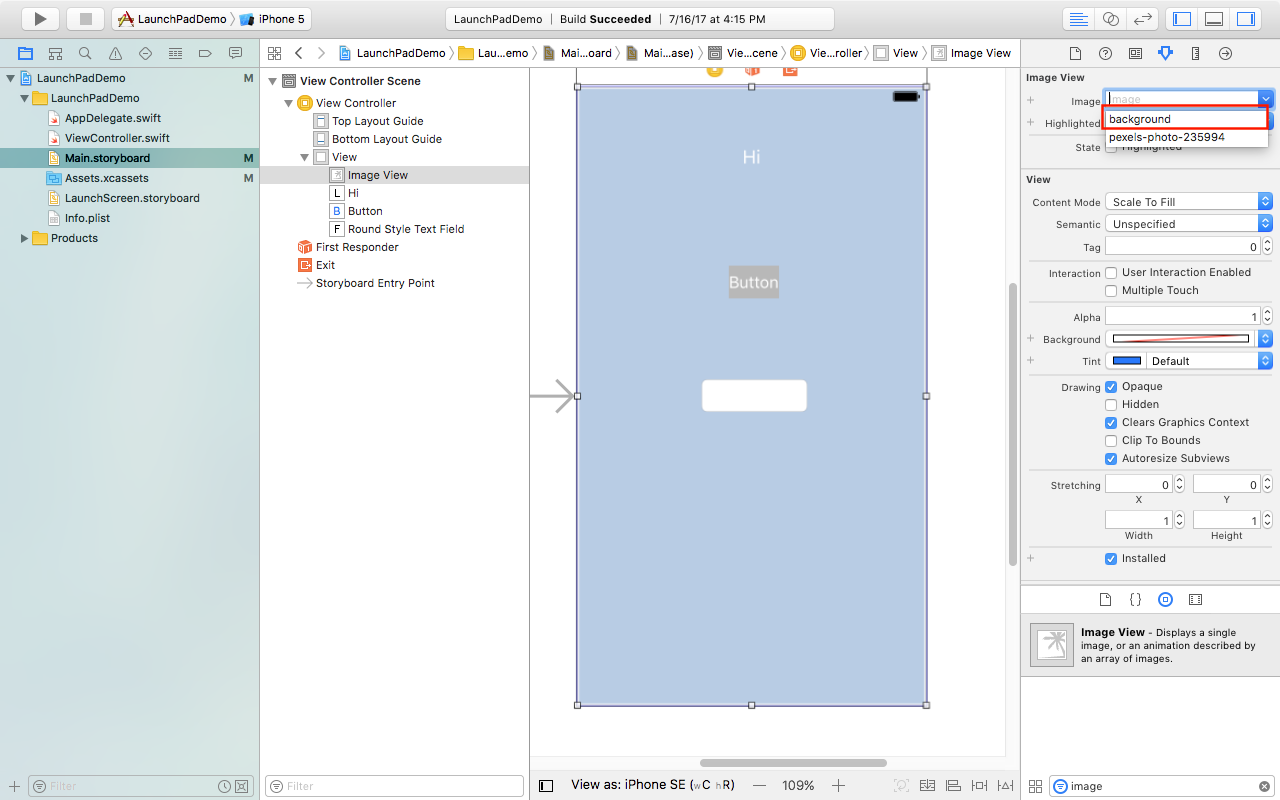 LaunchPadDemo
iPhone 5
LaunchPadDemo | Build Succeeded | 7/16/17 at 4:15 PM
LaunchPadDemo M
LaunchPadDemo
AppDelegate.swift
ViewController.swift
Main.storyboard M
Assets.xcassets M
LaunchScreen.storyboard
Info.plist
Products
Filter
LaunchPadDemo
Lau...emo
Mai...oard
Mai...ase)
Vie...cene
Vie...roller
View
Image View
View Controller Scene
View Controller
Top Layout Guide
Bottom Layout Guide
View
Image View
L Hi
B Button
F Round Style Text Field
First Responder
Exit
Storyboard Entry Point
Filter
Hi
Button
View as: iPhone SE (wC hR)
109%
Image View
Image Image
background
Highlighted
pexels-photo-235994
State Highlighted
View
Content Mode Scale To Fill
Semantic Unspecified
Tag 0
Interaction User Interaction Enabled
Multiple Touch
Alpha 1
Background
Tint Default
Drawing Opaque
Hidden
Clears Graphics Context
Clip To Bounds
Autoresize Subviews
Stretching 0 0
X Y
1 1
Width Height
Installed
Image View - Displays a single
image, or an animation described by
an array of images.
image